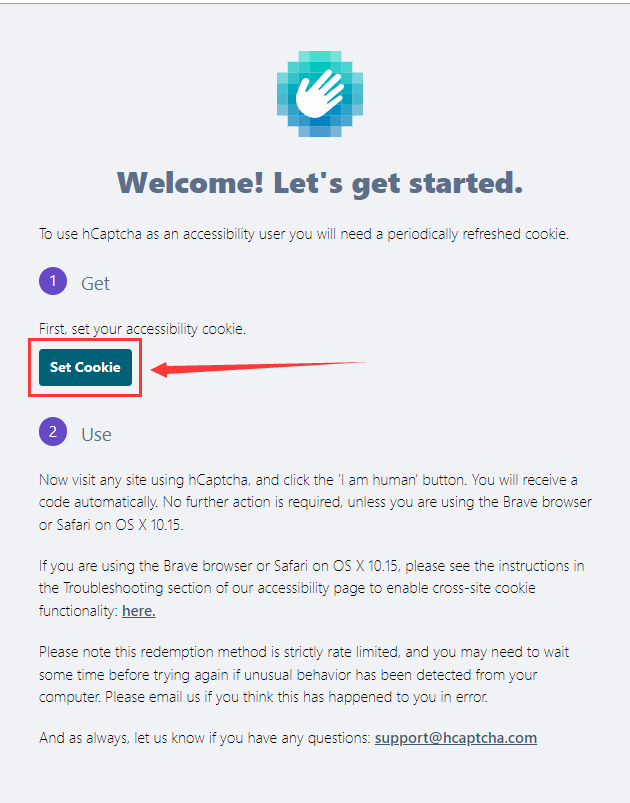 Welcome! Let's get started.
To use hCaptcha as an accessibility user you will need a periodically refreshed cookie.
1 Get
First, set your accessibility cookie.
Set Cookie
2 Use
Now visit any site using hCaptcha, and click the 'I am human' button. You will receive a
code automatically. No further action is required, unless you are using the Brave browser
or Safari on OS X 10.15.
If you are using the Brave browser or Safari on OS X 10.15, please see the instructions in
the Troubleshooting section of our accessibility page to enable cross-site cookie
functionality: here.
Please note this redemption method is strictly rate limited, and you may need to wait
some time before trying again if unusual behavior has been detected from your
computer. Please email us if you think this has happened to you in error.
And as always, let us know if you have any questions: support@hcaptcha.com